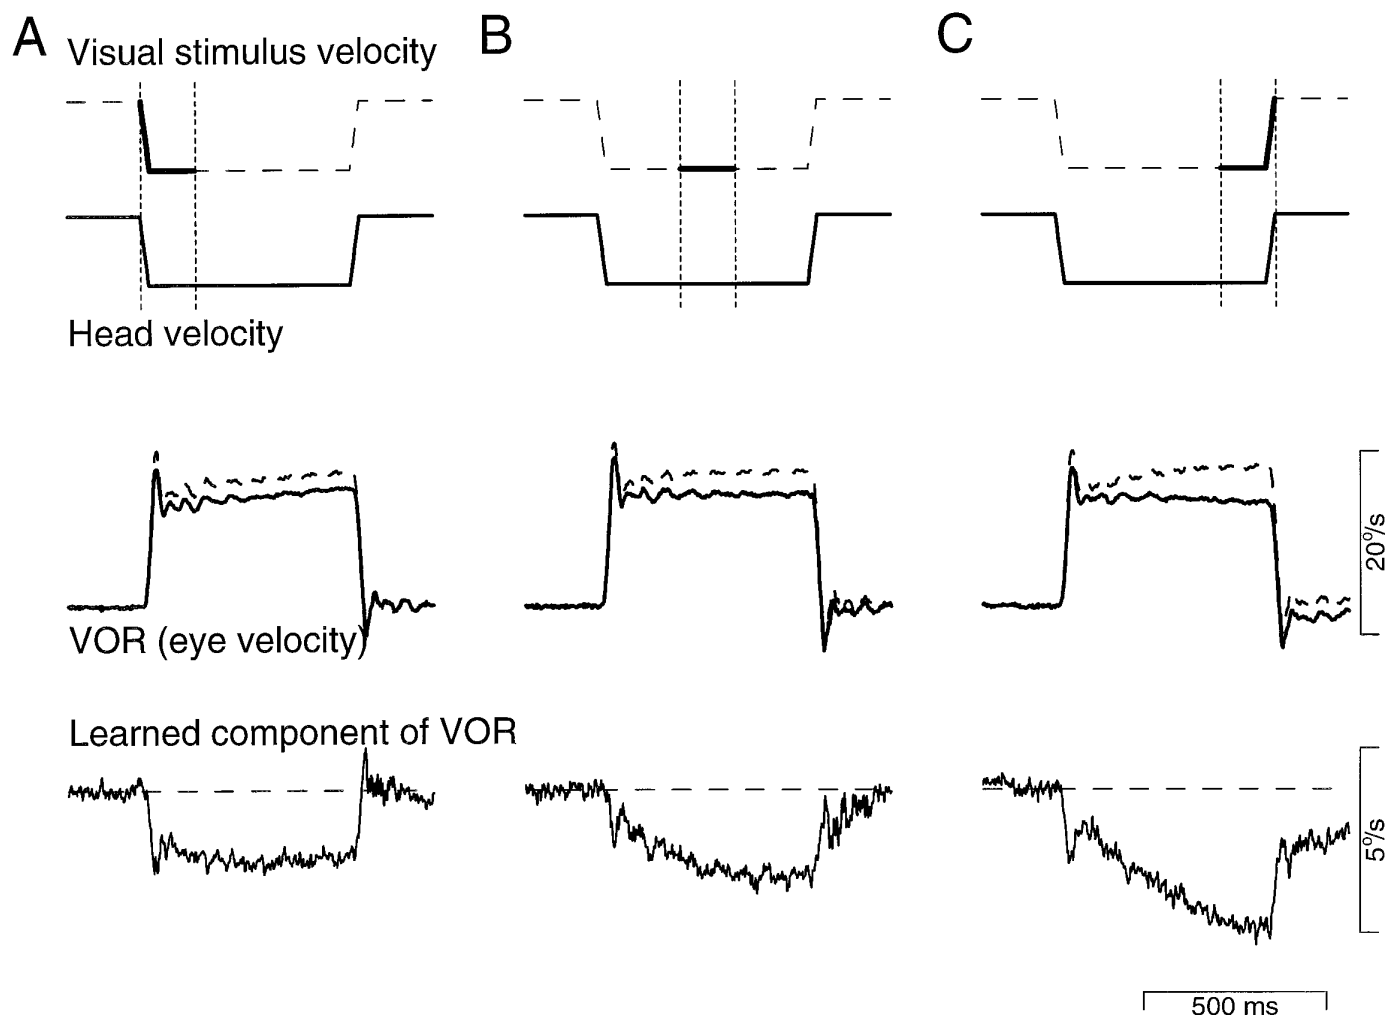 A
B
C
Visual stimulus velocity
Head velocity
VOR (eye velocity)
20°/s
Learned component of VOR
5°/s
500 ms